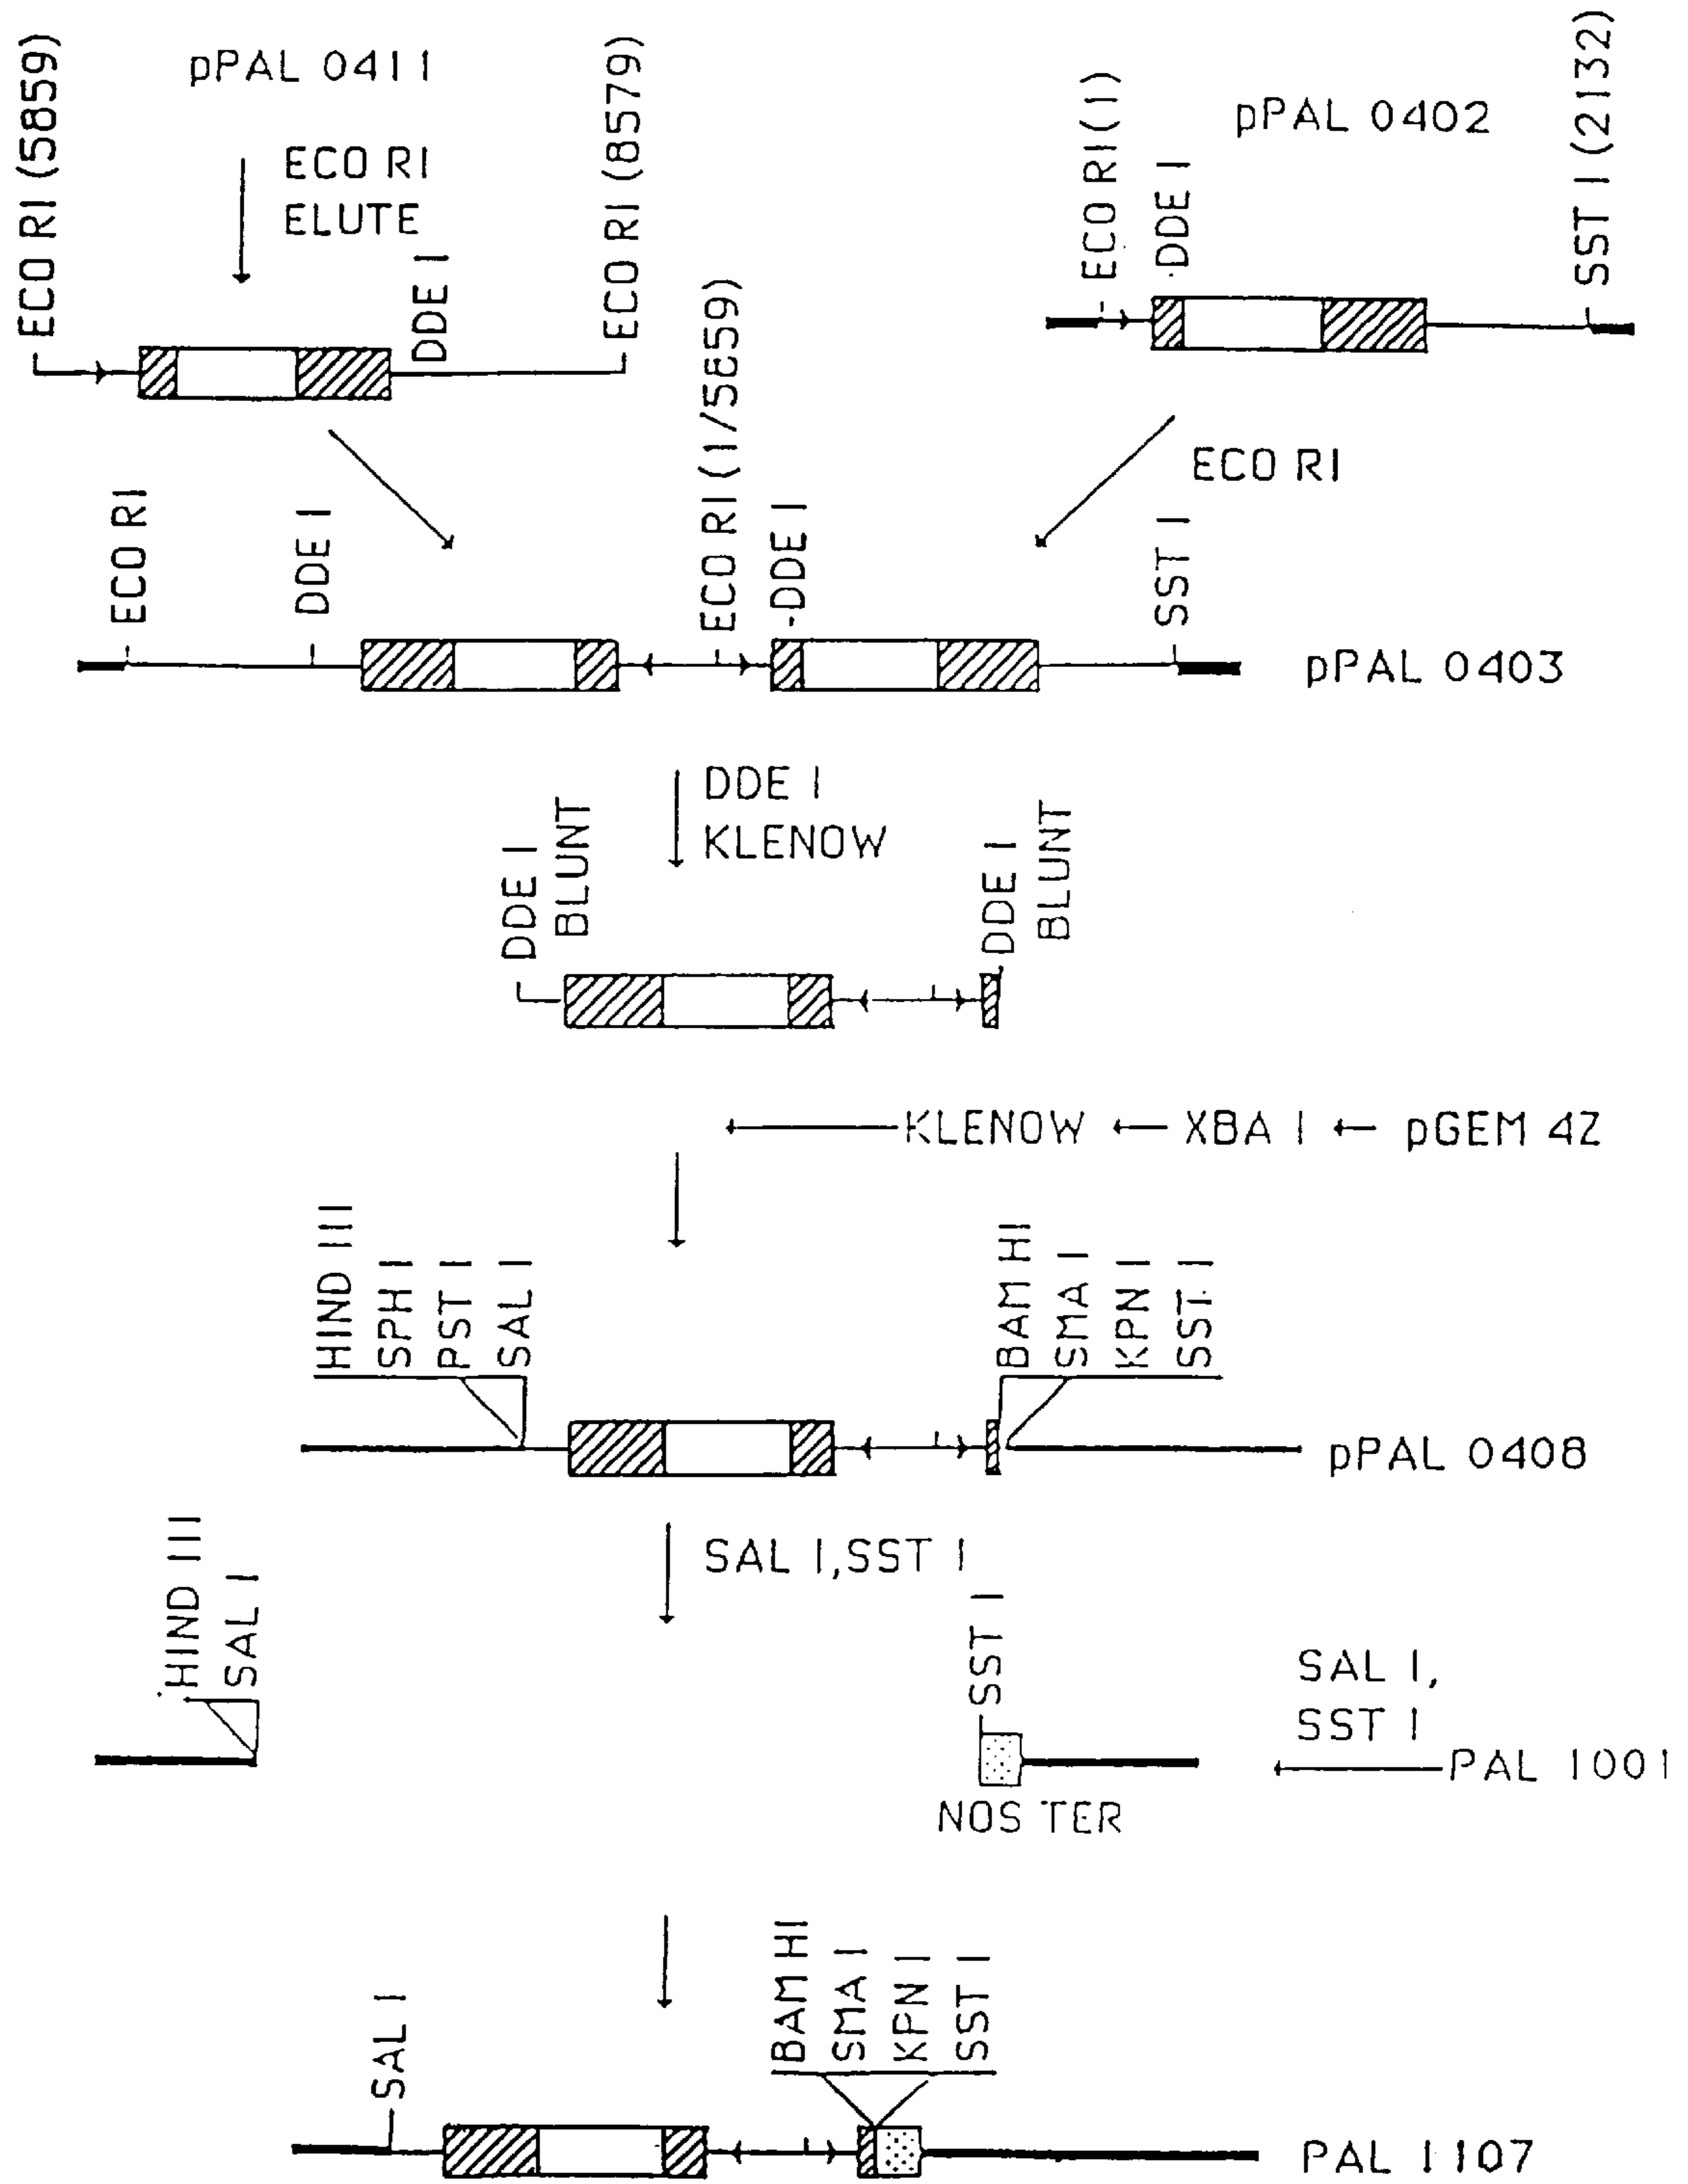 pPAL 0411
ECO RI (5859)
ECO RI
ELUTE
DDE I
ECO RI (8579)
pPAL 0402
ECO RI(1)
DDE I
SST I (2132)
ECO RI
ECO RI
DDE I
ECO RI (1/5859)
DDE I
SST I
pPAL 0403
DDE I
KLENOW
DDE I
BLUNT
DDE I
BLUNT
KLENOW
XBA I
pGEM 4Z
HIND III
SPH I
PST I
SAL I
BAM HI
SMA I
KPN I
SST I
pPAL 0408
SAL I,SST I
HIND III
SAL I
SST I
NOS TER
SAL I,
SST I
PAL 1001
SAL I
BAM HI
SMA I
KPN I
SST I
PAL 1107